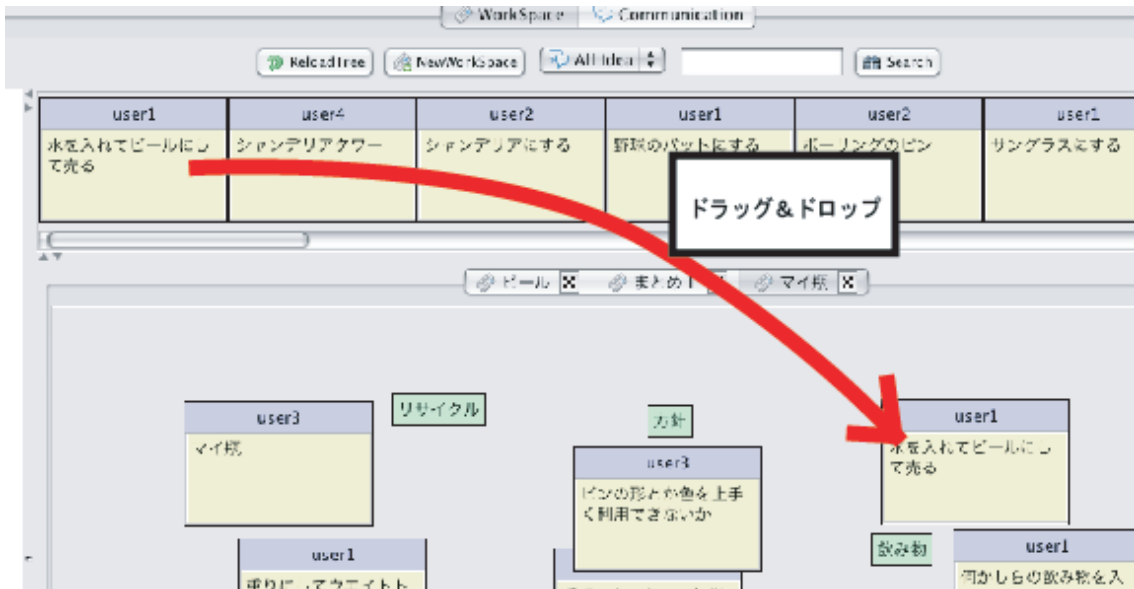 WorkSpace Communication
ReloadTree NewWorkSpace All Idea Search
user1 user4 user2 user1 user2 user1
水を入れてビールにし シャンデリアタワー シャンデリアにする 野球のバットにする ボーリングのピン サングラスにする
て売る
ドラッグ&ドロップ
ビール まとめ マイ瓶
リサイクル
user3 方針 user1
マイ瓶 水を入れてビールにし
て売る
user3
ビンの形とか色を上手
く利用できないか
飲み物
user1 user1
何かしらの飲み物を入